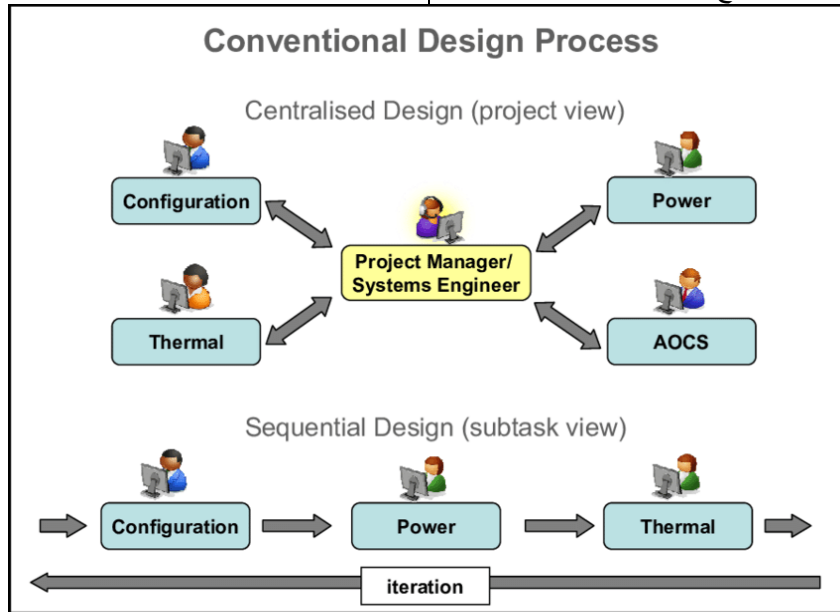 Conventional Design Process
Centralised Design (project view)
Configuration
Power
Project Manager/
Systems Engineer
Thermal
AOCS
Sequential Design (subtask view)
Configuration
Power
Thermal
iteration